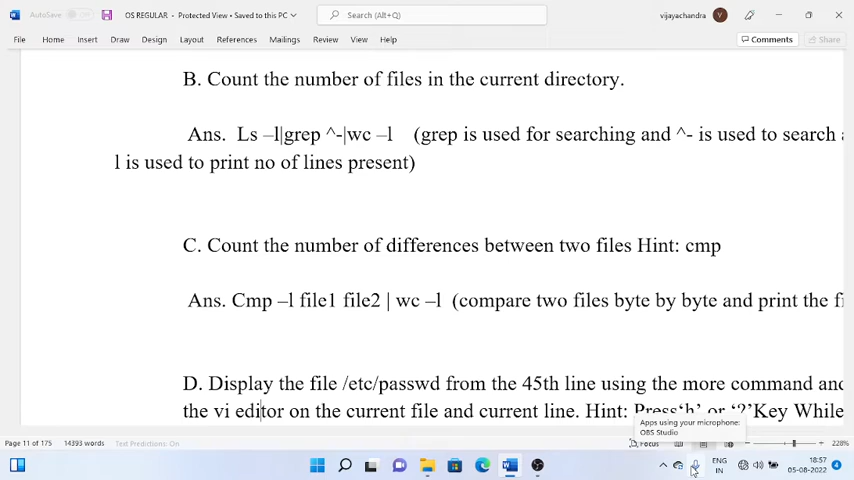 AutoSave Off OS REGULAR - Protected View • Saved to this PC Search (Alt+Q) vijayachandra V
File Home Insert Draw Design Layout References Mailings Review View Help Comments Share
B. Count the number of files in the current directory.
Ans. Ls –l|grep ^-|wc –l (grep is used for searching and ^- is used to search
l is used to print no of lines present)
C. Count the number of differences between two files Hint: cmp
Ans. Cmp –l file1 file2 | wc –l (compare two files byte by byte and print the
D. Display the file /etc/passwd from the 45th line using the more command and
the vi editor on the current file and current line. Hint: Press‘h’ or ‘?’Key While
Apps using your microphone:
OBS Studio
Page 11 of 175 14393 words Text Predictions: On Focus 228%
ENG
IN
18:57
05-08-2022
4